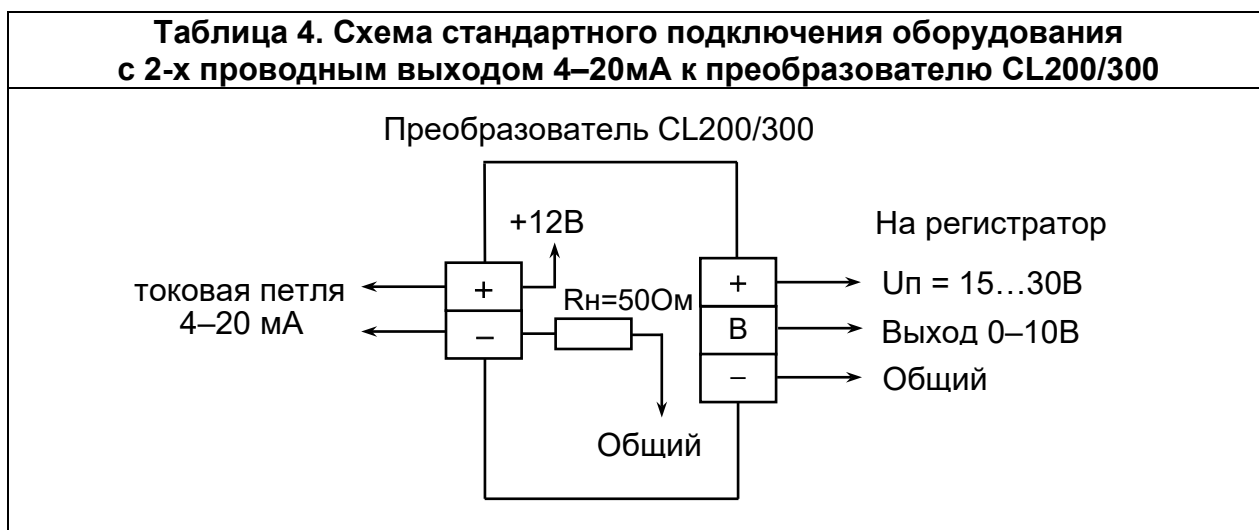 Таблица 4. Схема стандартного подключения оборудования
с 2-х проводным выходом 4–20мА к преобразователю CL200/300
Преобразователь CL200/300
+12В
На регистратор
токовая петля
4–20 мА
+
–
Rн=50Ом
+
В
–
Uп = 15…30В
Выход 0–10В
Общий
Общий